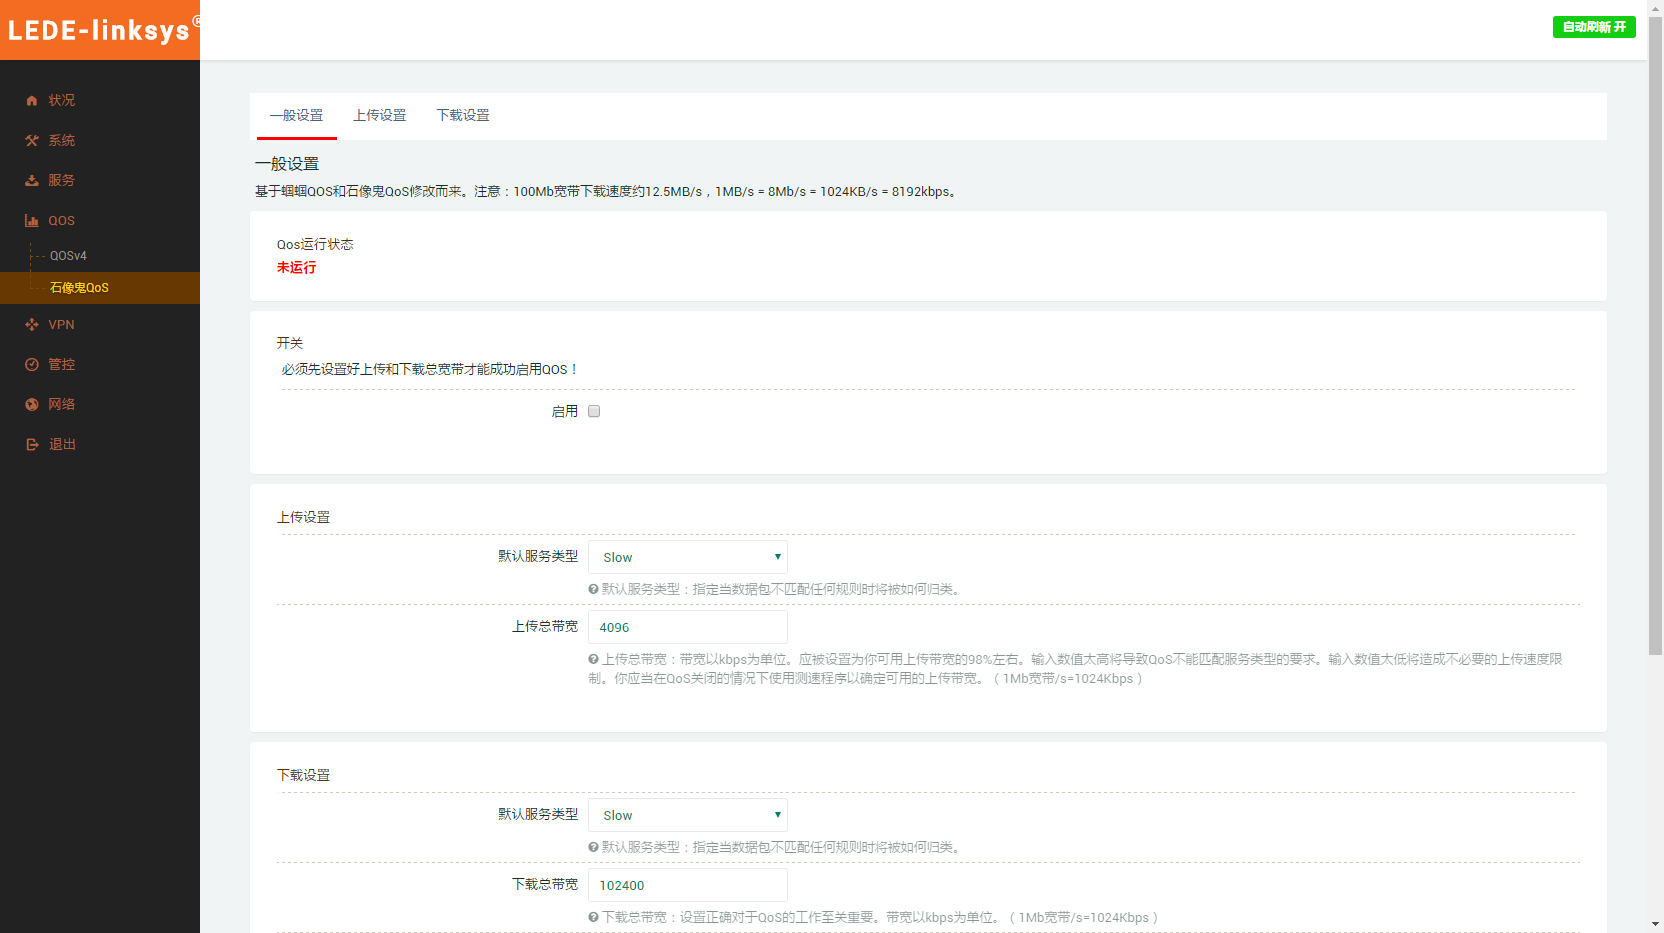 LEDE-linksys®
自动刷新 开
状况
系统
服务
QOS
QOSv4
石像鬼QoS
VPN
管控
网络
退出
一般设置
上传设置
下载设置
一般设置
基于蝈蝈QOS和石像鬼QoS修改而来。注意：100Mb宽带下载速度约12.5MB/s，1MB/s = 8Mb/s = 1024KB/s = 8192kbps。
Qos运行状态
未运行
开关
必须先设置好上传和下载总宽带才能成功启用QOS！
启用
上传设置
默认服务类型
Slow
默认服务类型：指定当数据包不匹配任何规则时将被如何归类。
上传总带宽
4096
上传总带宽：带宽以kbps为单位。应被设置为你可用上传带宽的98%左右。输入数值太高将导致QoS不能匹配服务类型的要求。输入数值太低将造成不必要的上传速度限
制。你应当在QoS关闭的情况下使用测速程序以确定可用的上传带宽。（1Mb宽带/s=1024Kbps）
下载设置
默认服务类型
Slow
默认服务类型：指定当数据包不匹配任何规则时将被如何归类。
下载总带宽
102400
下载总带宽：设置正确对于QoS的工作至关重要。带宽以kbps为单位。（1Mb宽带/s=1024Kbps）